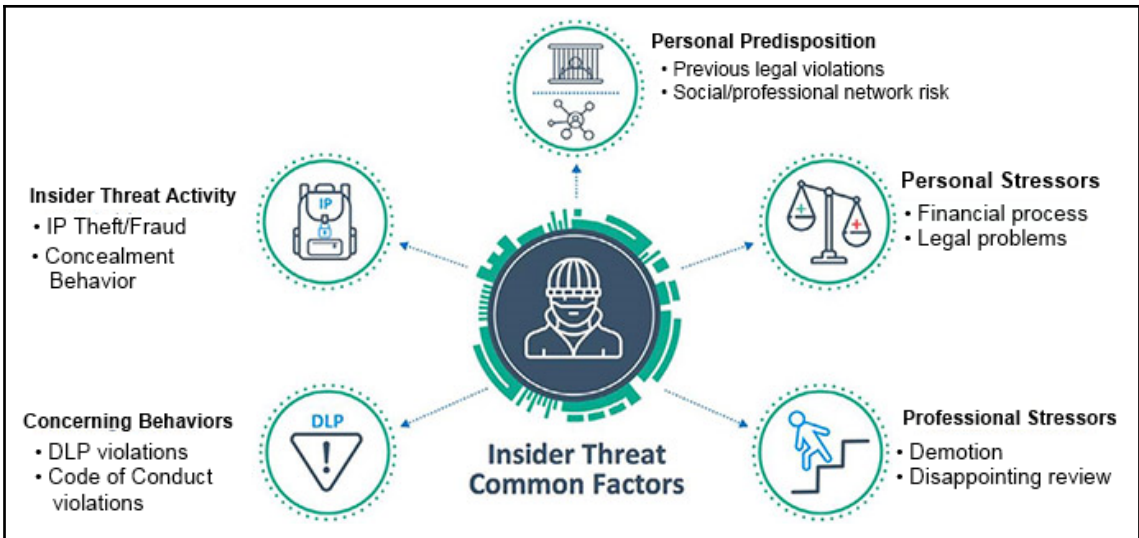 Personal Predisposition
• Previous legal violations
• Social/professional network risk
Insider Threat Activity
• IP Theft/Fraud
• Concealment
Behavior
IP
Personal Stressors
• Financial process
• Legal problems
Concerning Behaviors
• DLP violations
• Code of Conduct
violations
DLP
Insider Threat
Common Factors
Professional Stressors
• Demotion
• Disappointing review